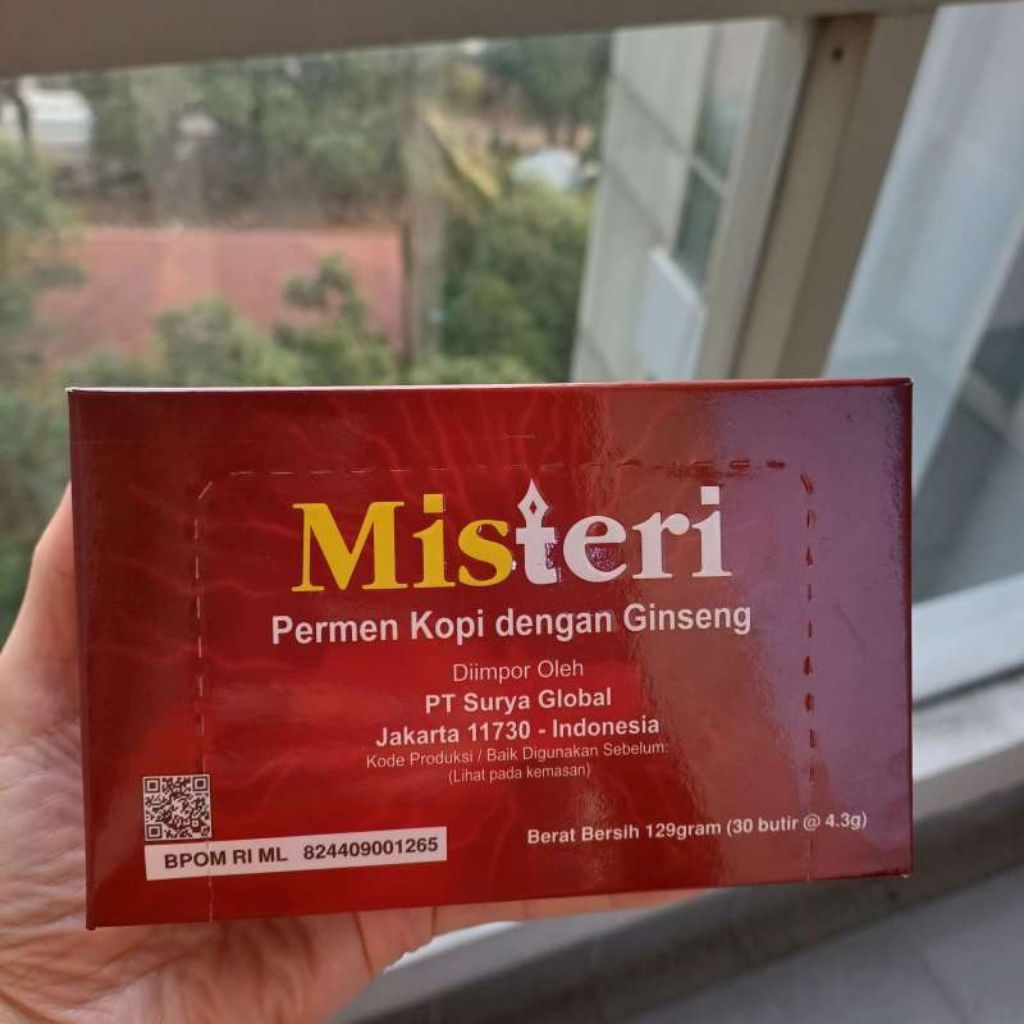 Misteri
Permen Kopi dengan Ginseng
Diimpor Oleh
PT Surya Global
Jakarta 11730 - Indonesia
Kode Produksi / Baik Digunakan Sebelum:
(Lihat pada kemasan)
Berat Bersih 129gram (30 butir @ 4.3g)
BPOM RI ML 824409001265